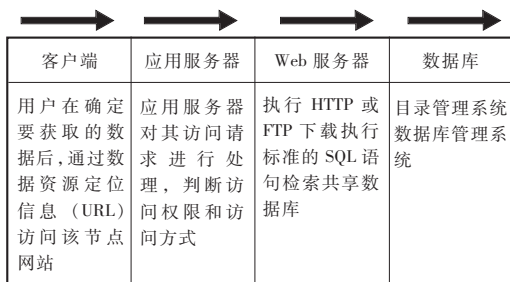 客户端
应用服务器
Web 服务器
数据库
用户在确定
要获取的数
据后,通过数
据资源定位
信息 (URL)
访问该节点
网站
应用服务器
对其访问请
求进行处
理，判断访
问权限和访
问方式
执行 HTTP 或
FTP 下载执行
标准的 SQL 语
句检索共享数
据库
目录管理系统
数据库管理系
统